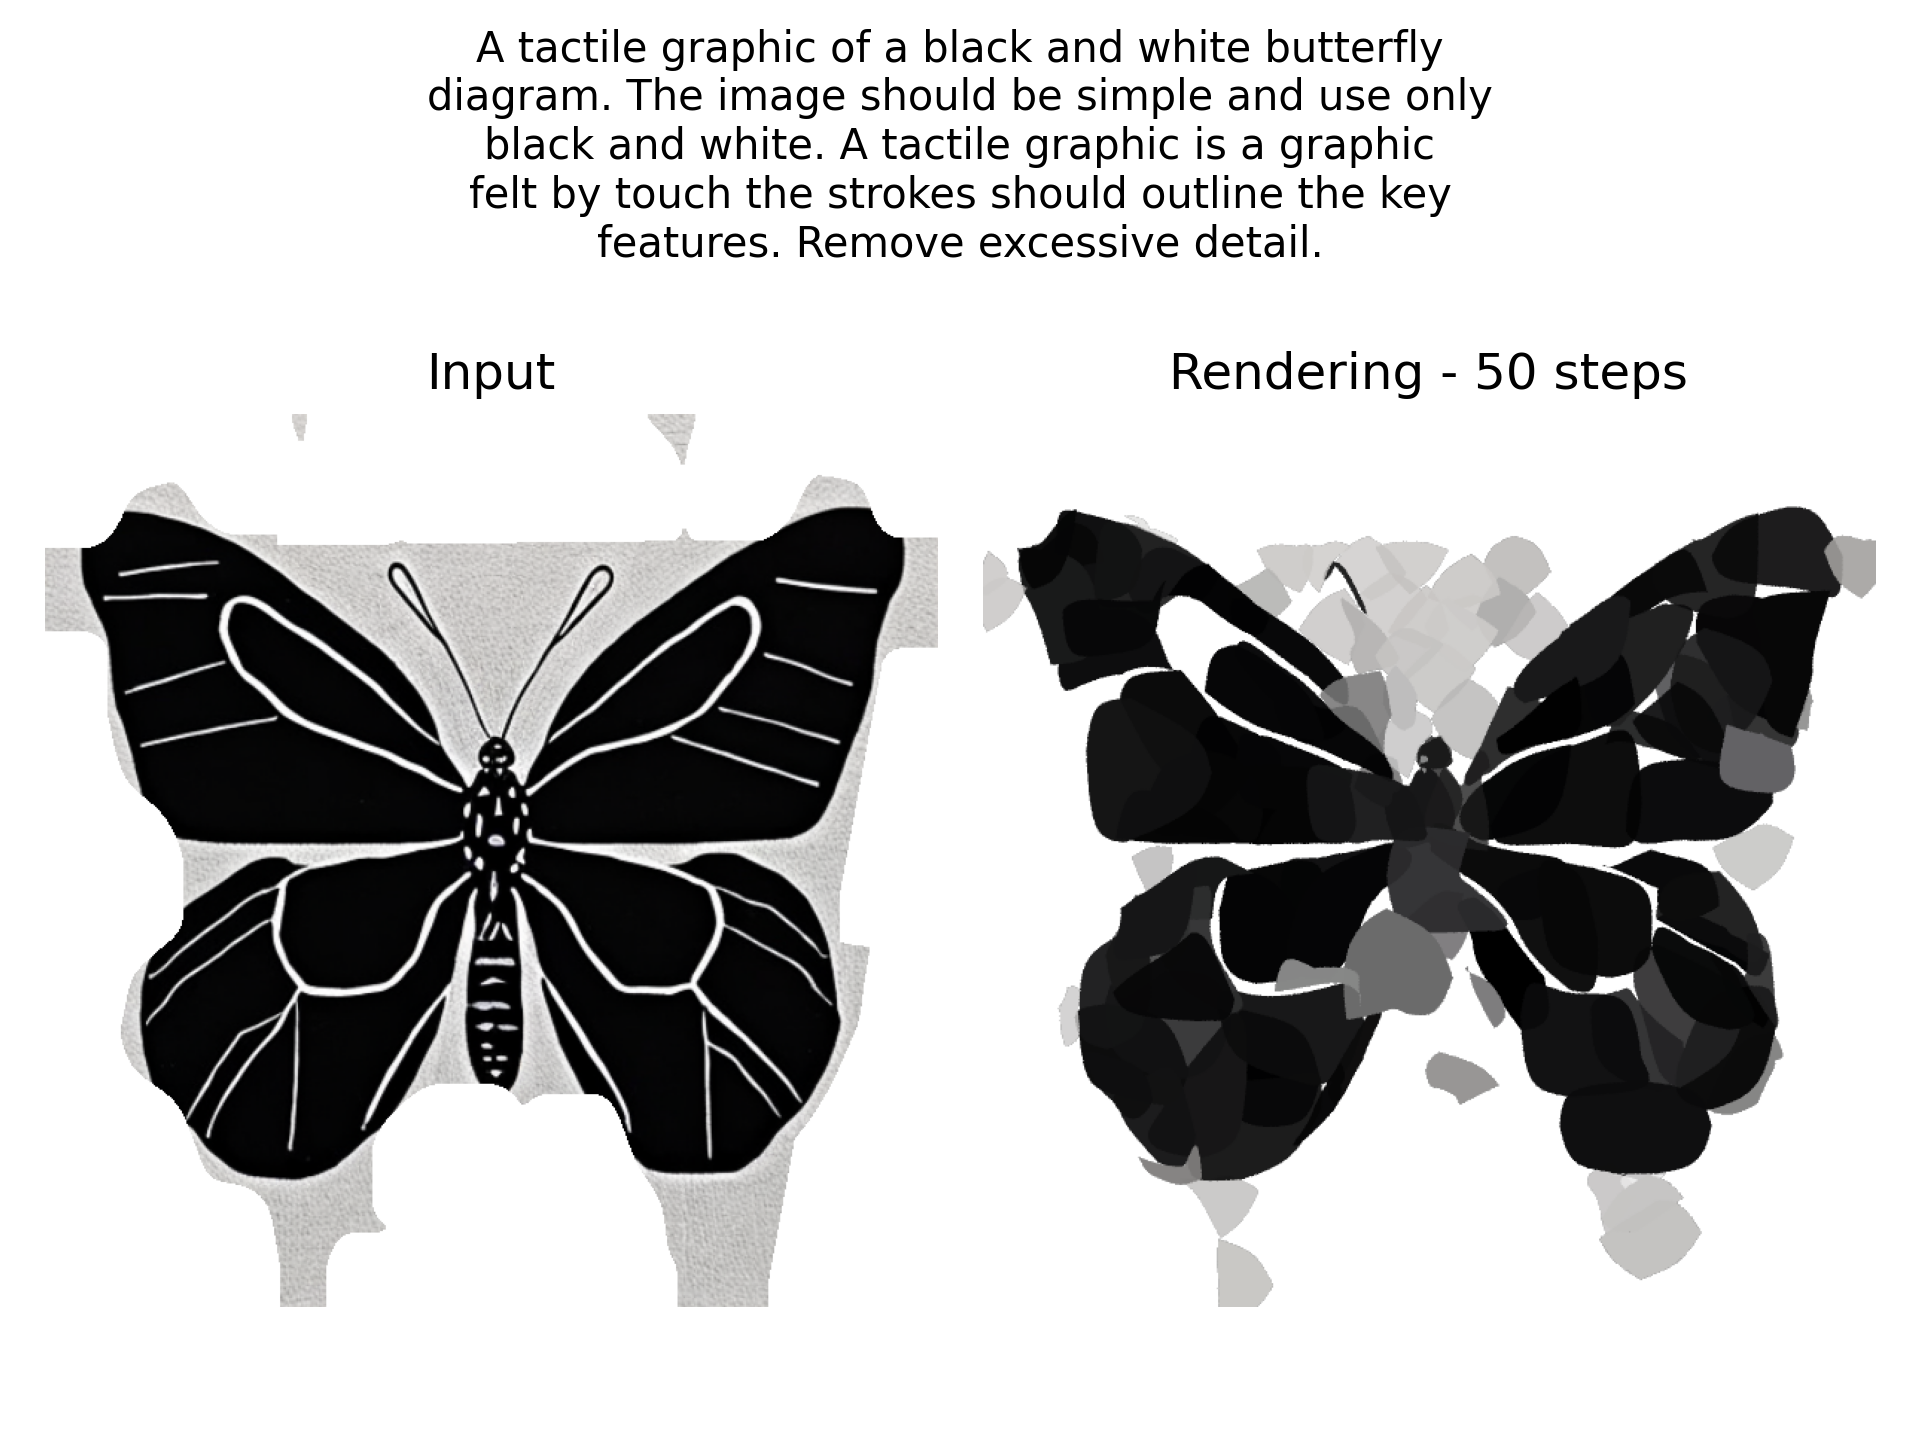 A tactile graphic of a black and white butterfly
diagram. The image should be simple and use only
black and white. A tactile graphic is a graphic
felt by touch the strokes should outline the key
features. Remove excessive detail.
Input
Rendering - 50 steps